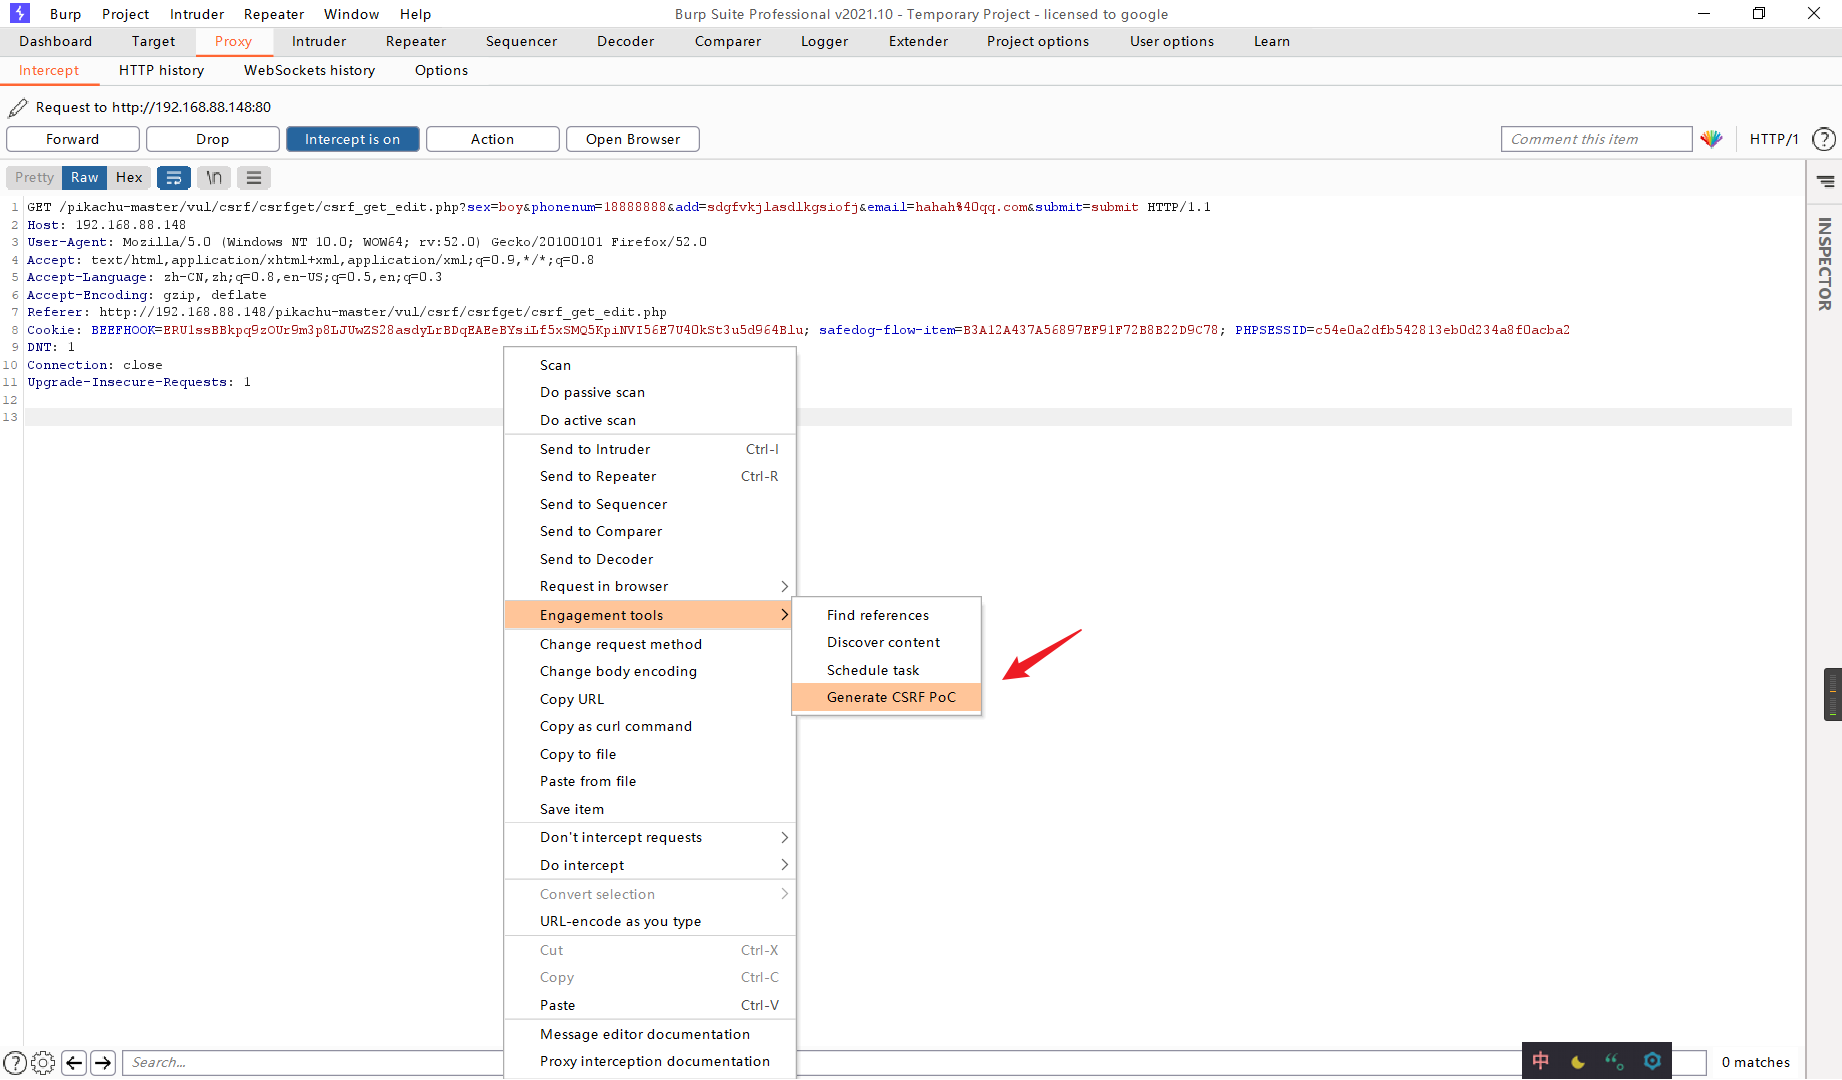 Burp Project Intruder Repeater Window Help Burp Suite Professional v2021.10 - Temporary Project - licensed to google
Dashboard Target Proxy Intruder Repeater Sequencer Decoder Comparer Logger Extender Project options User options Learn
Intercept HTTP history WebSockets history Options
Request to http://192.168.88.148:80
Forward Drop Intercept is on Action Open Browser Comment this item HTTP/1 ?
Pretty Raw Hex \n
INSPECTOR
1 GET /pikachu-master/vul/csrf/csrfget/csrf_get_edit.php?sex=boy&phonenum=18888888&add=sdgfvkjlasdlkgsiofj&email=hahah%40qq.com&submit=submit HTTP/1.1
2 Host: 192.168.88.148
3 User-Agent: Mozilla/5.0 (Windows NT 10.0; WOW64; rv:52.0) Gecko/20100101 Firefox/52.0
4 Accept: text/html,application/xhtml+xml,application/xml;q=0.9,*/*;q=0.8
5 Accept-Language: zh-CN,zh;q=0.8,en-US;q=0.5,en;q=0.3
6 Accept-Encoding: gzip, deflate
7 Referer: http://192.168.88.148/pikachu-master/vul/csrf/csrfget/csrf_get_edit.php
8 Cookie: BEEFHOOK=ERU1ssBBkpq9zOUr9m3p8LJUwZS28asdyLrBDqEAEeBYsiLf5xSMQ5KpiNVI56E7U4OkSt3u5d964Blu; safedog-flow-item=B3A12A437A56897EF91F72B8B22D9C78; PHPSESSID=c54e0a2dfb542813eb0d234a8f0acba2
9 DNT: 1
10 Connection: close
11 Upgrade-Insecure-Requests: 1
12
13
Scan
Do passive scan
Do active scan
Send to Intruder Ctrl-I
Send to Repeater Ctrl-R
Send to Sequencer
Send to Comparer
Send to Decoder
Request in browser
Engagement tools
Change request method
Change body encoding
Copy URL
Copy as curl command
Copy to file
Paste from file
Save item
Don't intercept requests
Do intercept
Convert selection
URL-encode as you type
Cut Ctrl-X
Copy Ctrl-C
Paste Ctrl-V
Message editor documentation
Proxy interception documentation
Find references
Discover content
Schedule task
Generate CSRF PoC
? Search... 中 0 matches